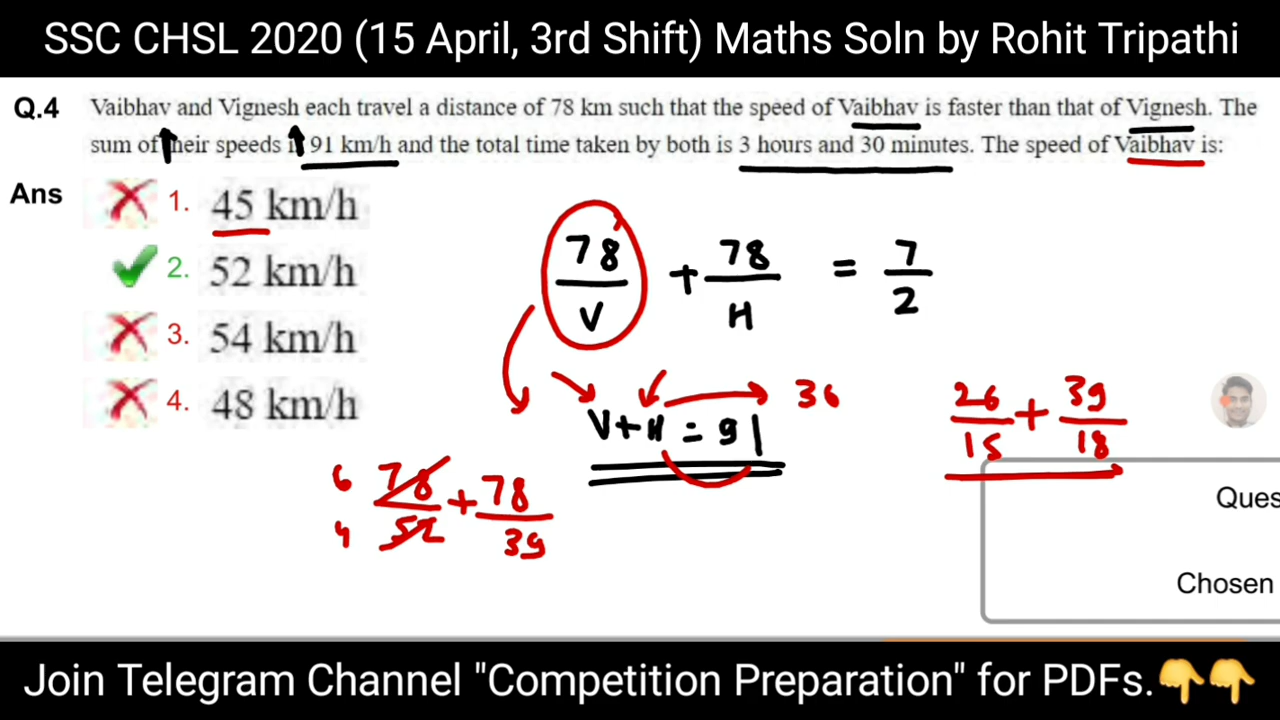 SSC CHSL 2020 (15 April, 3rd Shift) Maths Soln by Rohit Tripathi
Q.4 Vaibhav and Vignesh each travel a distance of 78 km such that the speed of Vaibhav is faster than that of Vignesh. The
sum of their speeds is 91 km/h and the total time taken by both is 3 hours and 30 minutes. The speed of Vaibhav is:
Ans
1. 45 km/h
2. 52 km/h
3. 54 km/h
4. 48 km/h
78/V + 78/H = 7/2
V+H = 91
36
26/15 + 39/18
6 78/52 4 + 78/39
Ques
Chosen
Join Telegram Channel "Competition Preparation" for PDFs.👇👇